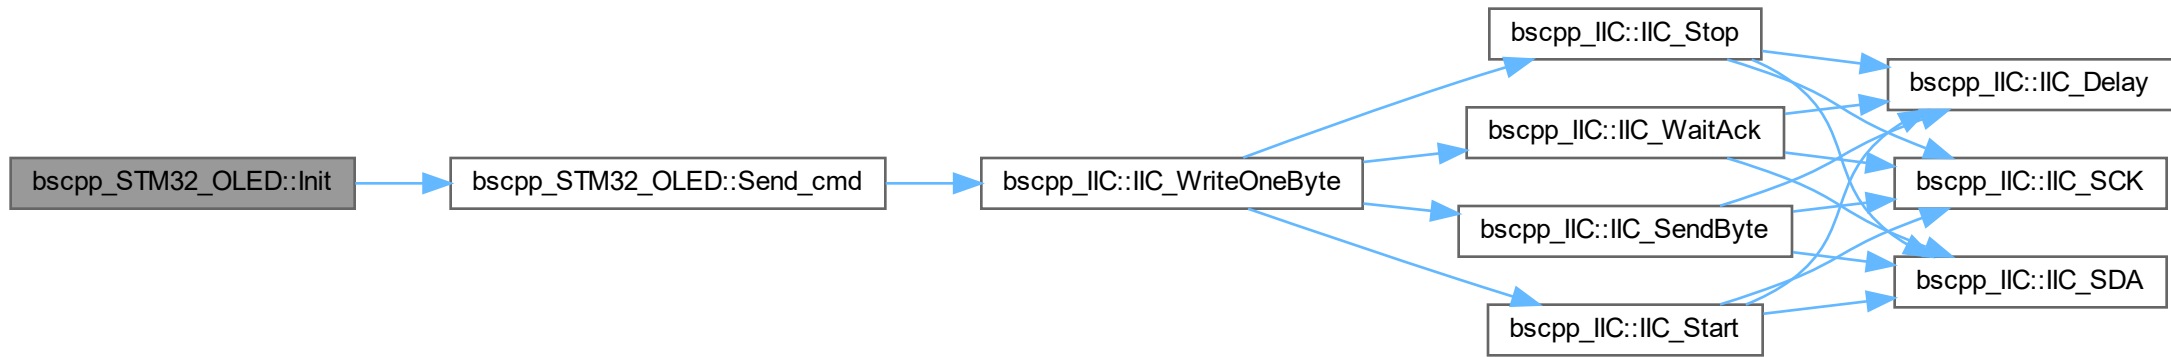 bscpp_STM32_OLED::Init
bscpp_STM32_OLED::Send_cmd
bscpp_IIC::IIC_WriteOneByte
bscpp_IIC::IIC_Stop
bscpp_IIC::IIC_WaitAck
bscpp_IIC::IIC_SendByte
bscpp_IIC::IIC_Start
bscpp_IIC::IIC_Delay
bscpp_IIC::IIC_SCK
bscpp_IIC::IIC_SDA